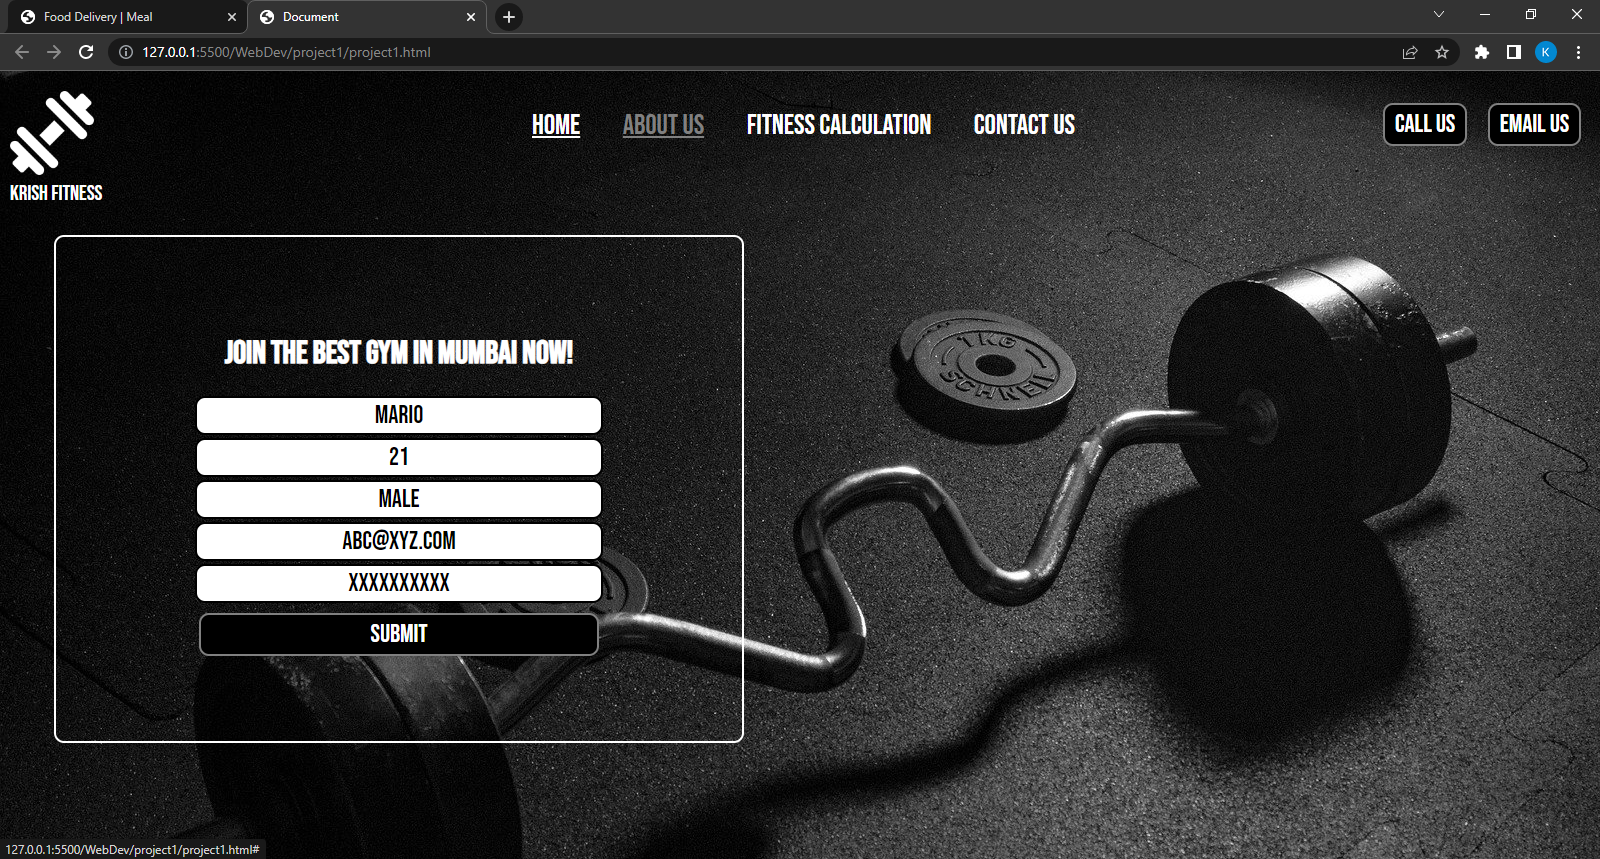 Food Delivery | Meal
Document
127.0.0.1:5500/WebDev/project1/project1.html
K
HOME
ABOUT US
FITNESS CALCULATION
CONTACT US
CALL US
EMAIL US
KRISH FITNESS
JOIN THE BEST GYM IN MUMBAI NOW!
MARIO
21
MALE
ABC@XYZ.COM
XXXXXXXXXX
SUBMIT
1KG
SCHNELL
127.0.0.1:5500/WebDev/project1/project1.html#